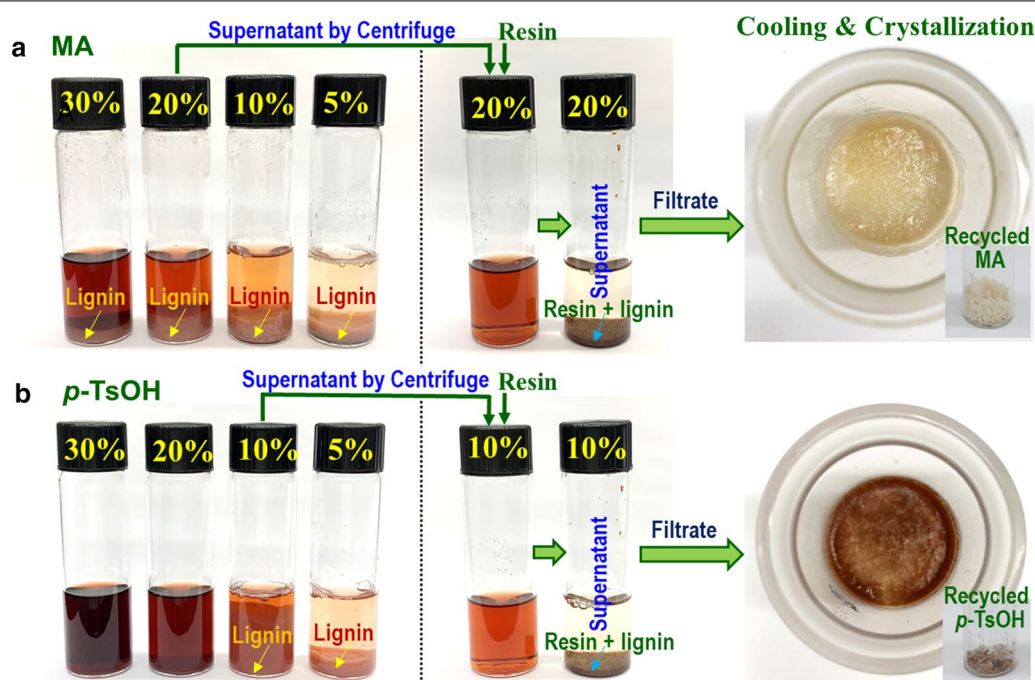 a
MA
Supernatant by Centrifuge
Resin
Cooling & Crystallization
30%
20%
10%
5%
20%
20%
A
Supernatant
Filtrate
Lignin
Lignin
Lignin
Lignin
Resin + lignin
Recycled
MA
b
p-TsOH
Supernatant by Centrifuge
Resin
30%
20%
10%
5%
10%
10%
Supernatant
Filtrate
Lignin
Lignin
Resin + lignin
Recycled
p-TsOH